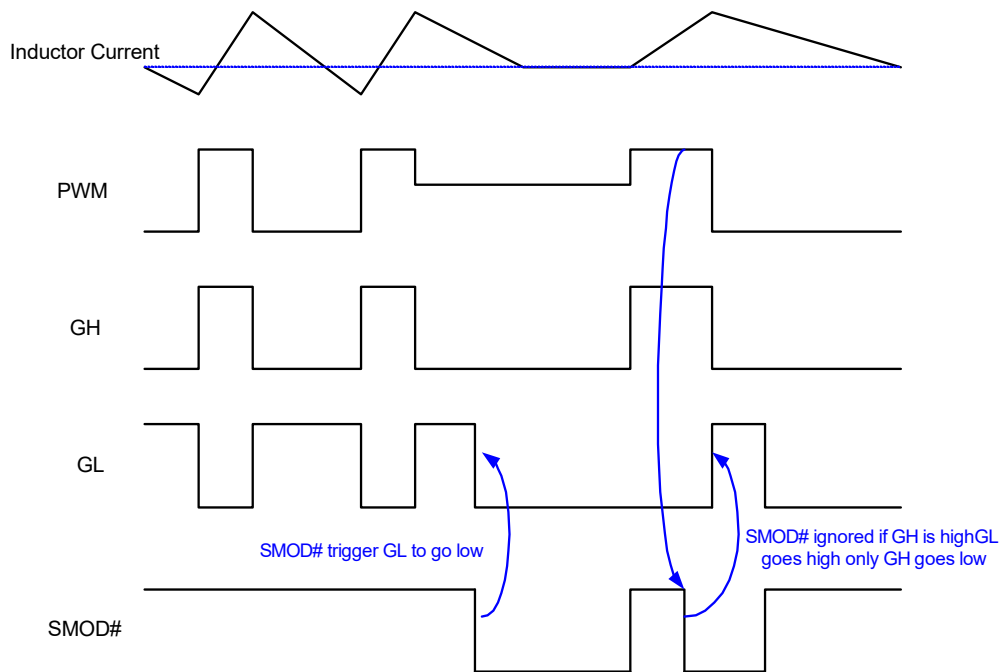 Inductor Current
PWM
GH
GL
SMOD# trigger GL to go low
SMOD# ignored if GH is highGL
goes high only GH goes low
SMOD#